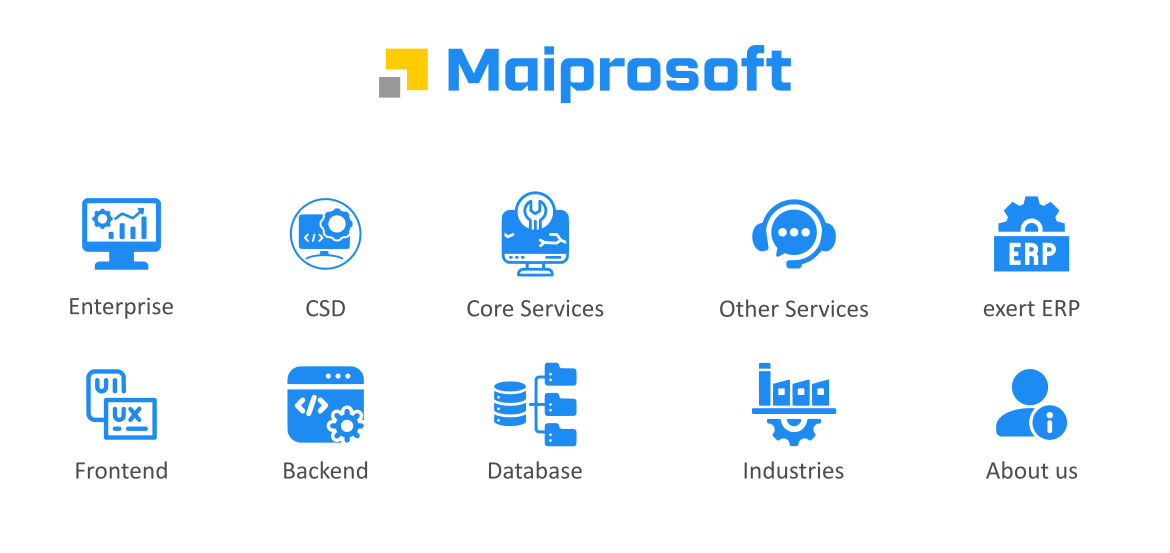 Maiprosoft
ERP
Enterprise
CSD
Core Services
Other Services
exert ERP
UI
UX
Frontend
Backend
Database
Industries
About us